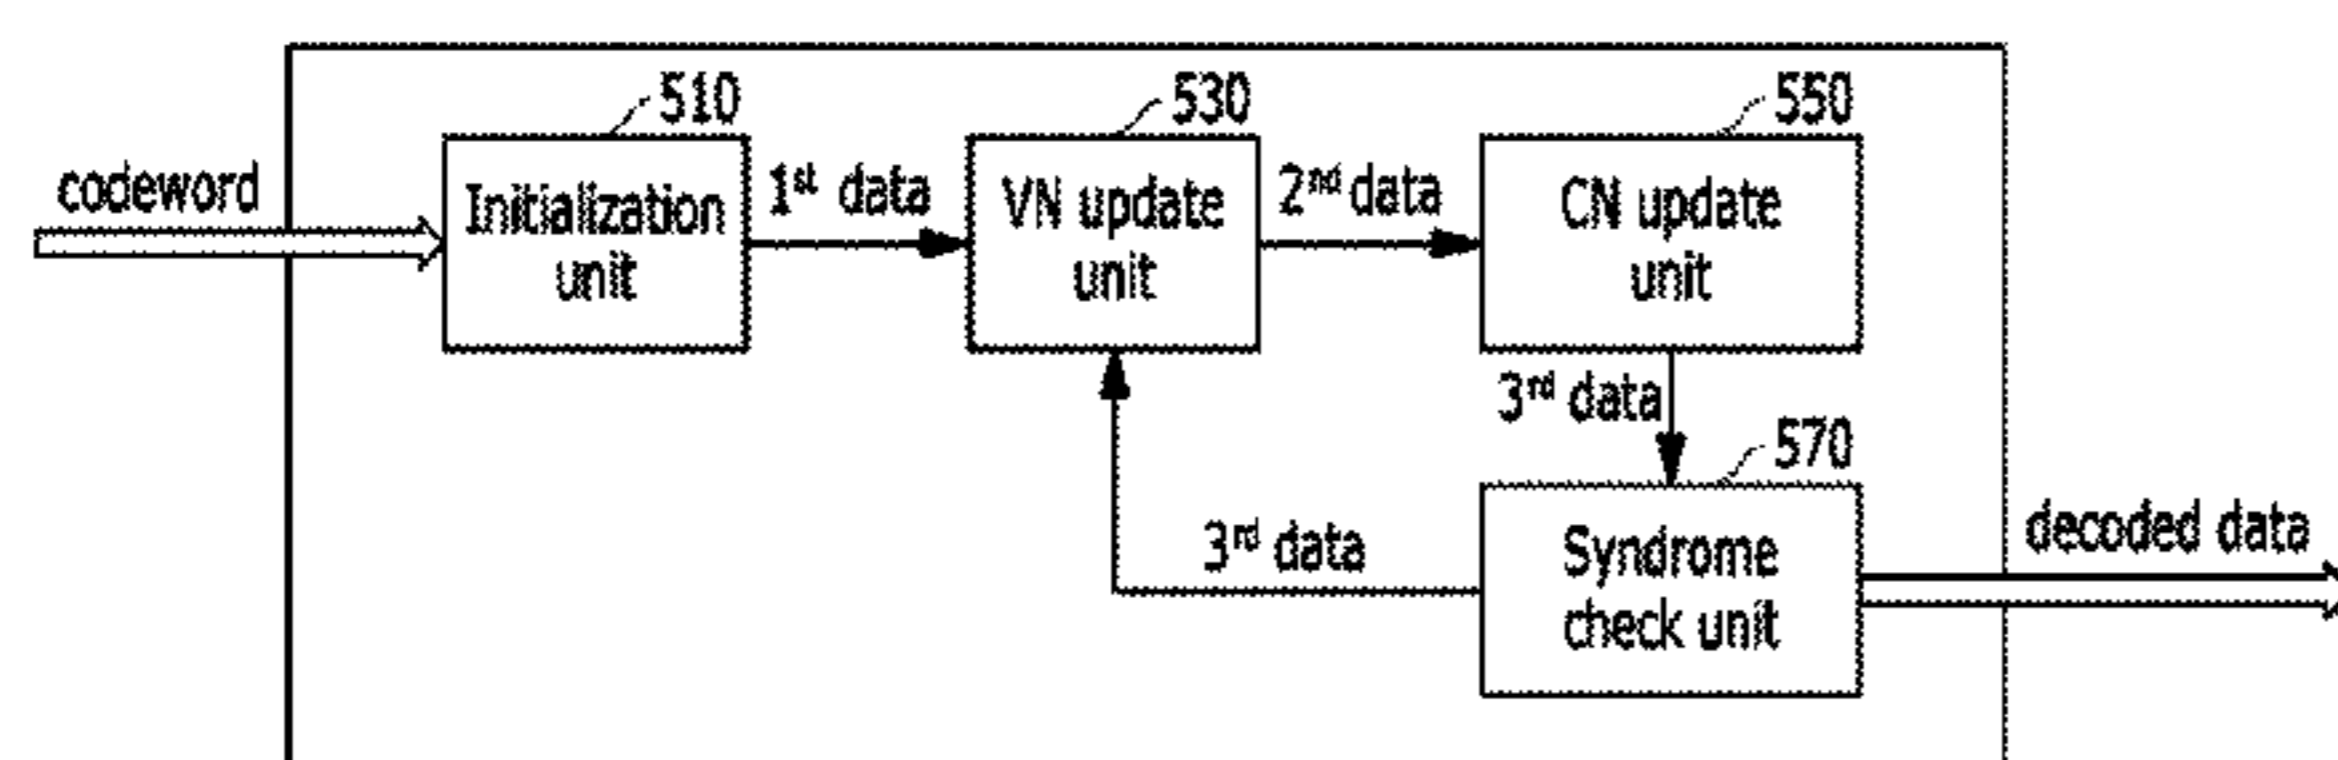 510
530
550
codeword
Initialization
unit
1st data
VN update
unit
2nd data
CN update
unit
3rd data
570
3rd data
Syndrome
check unit
decoded data